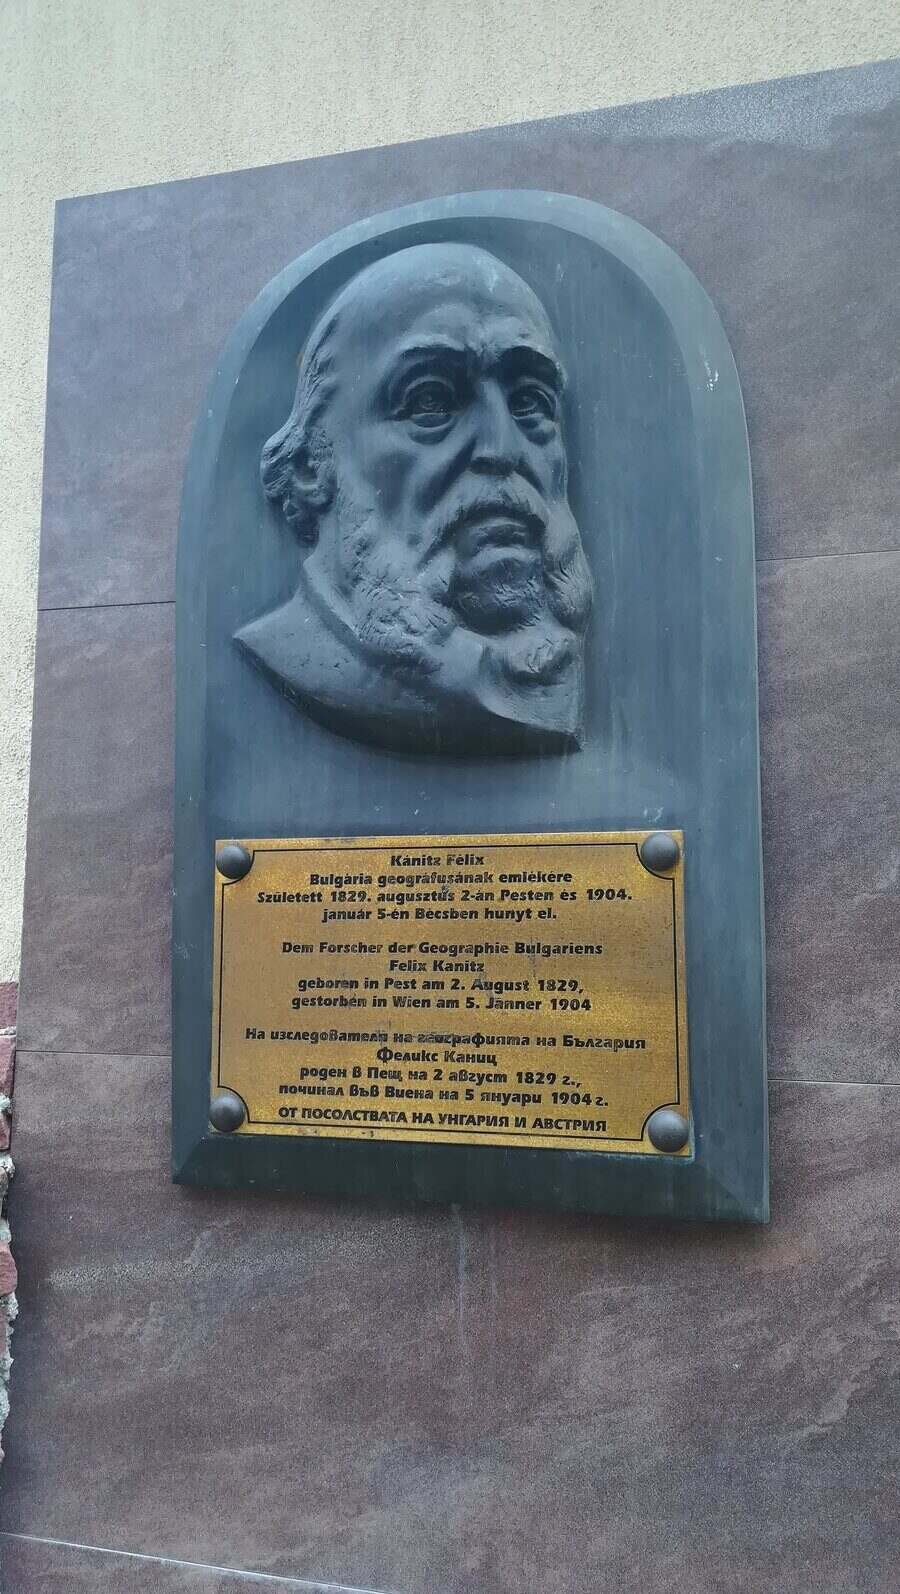 Kánitz Félix
Bulgária geográfusának emlékére
Született 1829. augusztus 2-án Pesten és 1904.
január 5-én Bécsben hunyt el.
Dem Forscher der Geographie Bulgariens
Felix Kanitz
geboren in Pest am 2. August 1829,
gestorben in Wien am 5. Jänner 1904
На изследователя на географията на България
Феликс Каниц
роден в Пещ на 2 август 1829 г.,
починал във Виена на 5 януари 1904 г.
ОТ ПОСОЛСТВАТА НА УНГАРИЯ И АВСТРИЯ